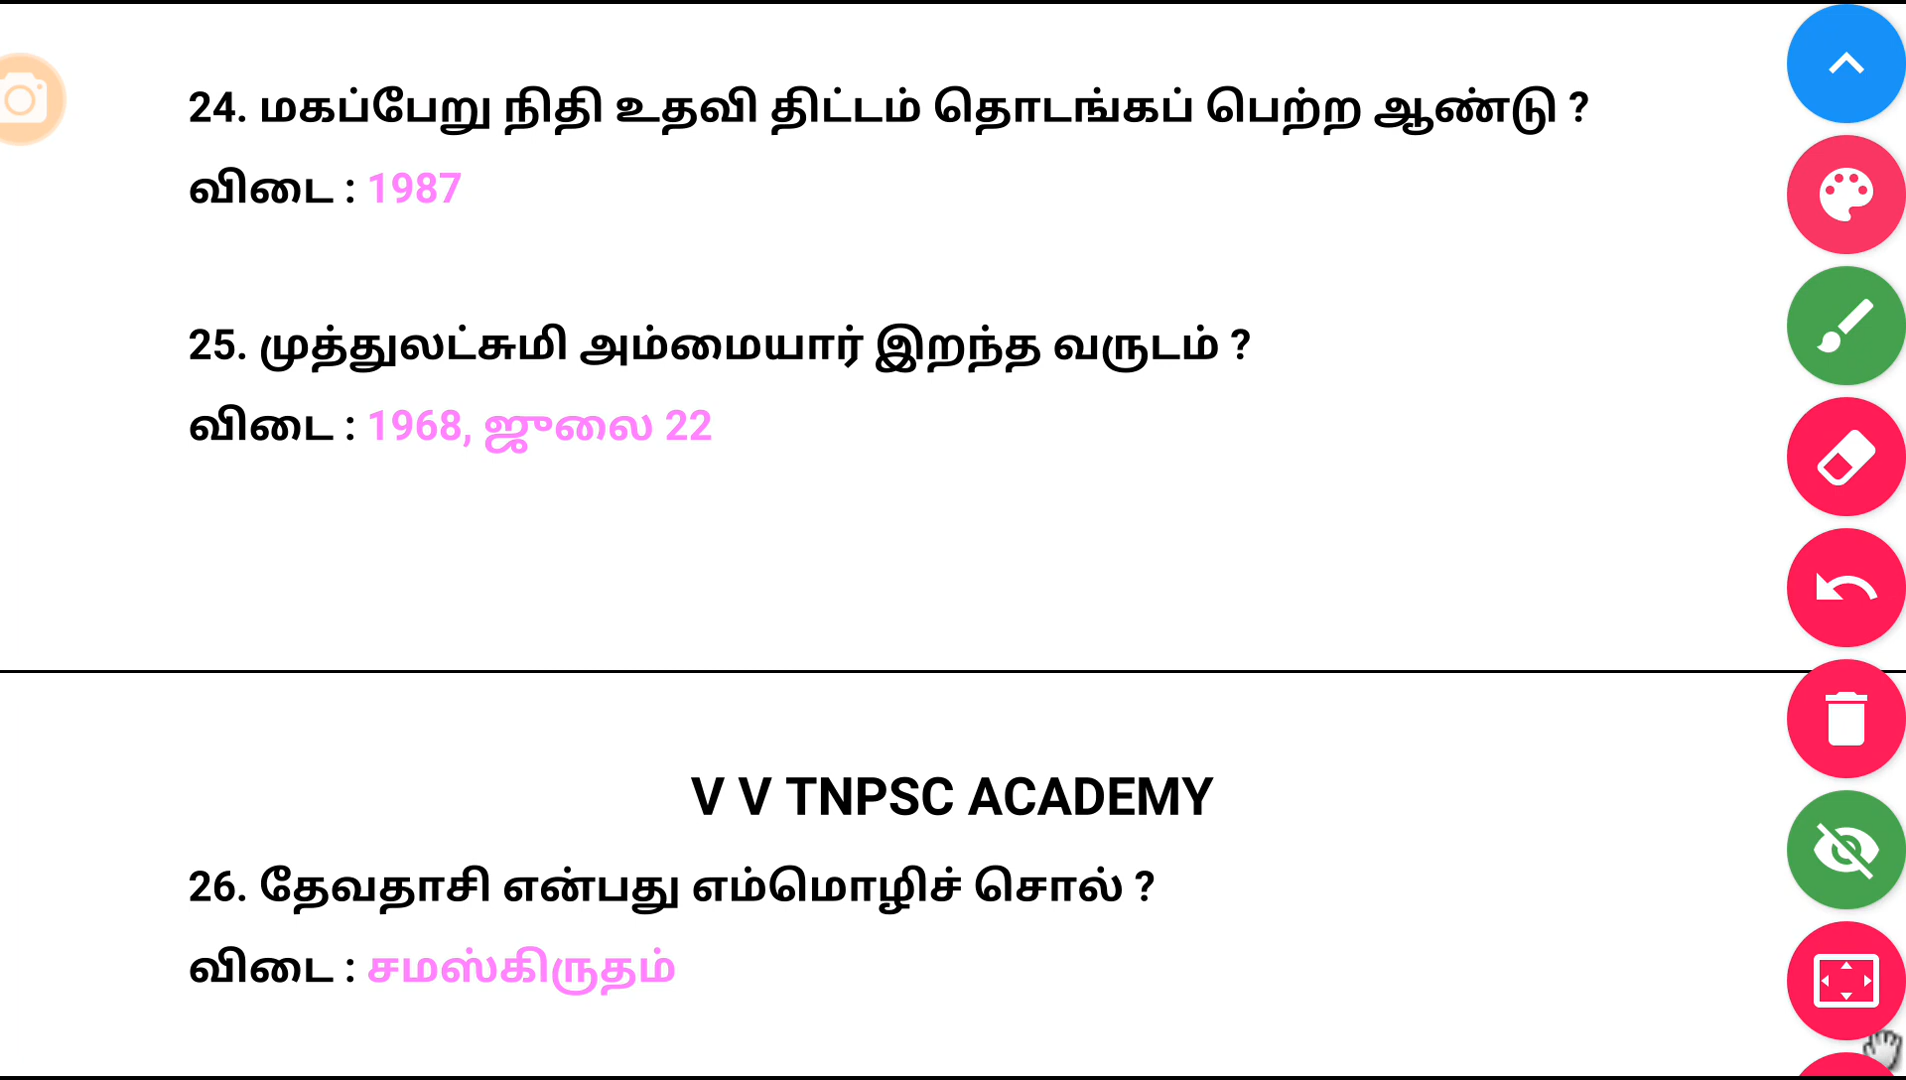 24. மகப்பேறு நிதி உதவி திட்டம் தொடங்கப் பெற்ற ஆண்டு ?
விடை : 1987
25. முத்துலட்சுமி அம்மையார் இறந்த வருடம் ?
விடை : 1968, ஜுலை 22
V V TNPSC ACADEMY
26. தேவதாசி என்பது எம்மொழிச் சொல் ?
விடை : சமஸ்கிருதம்